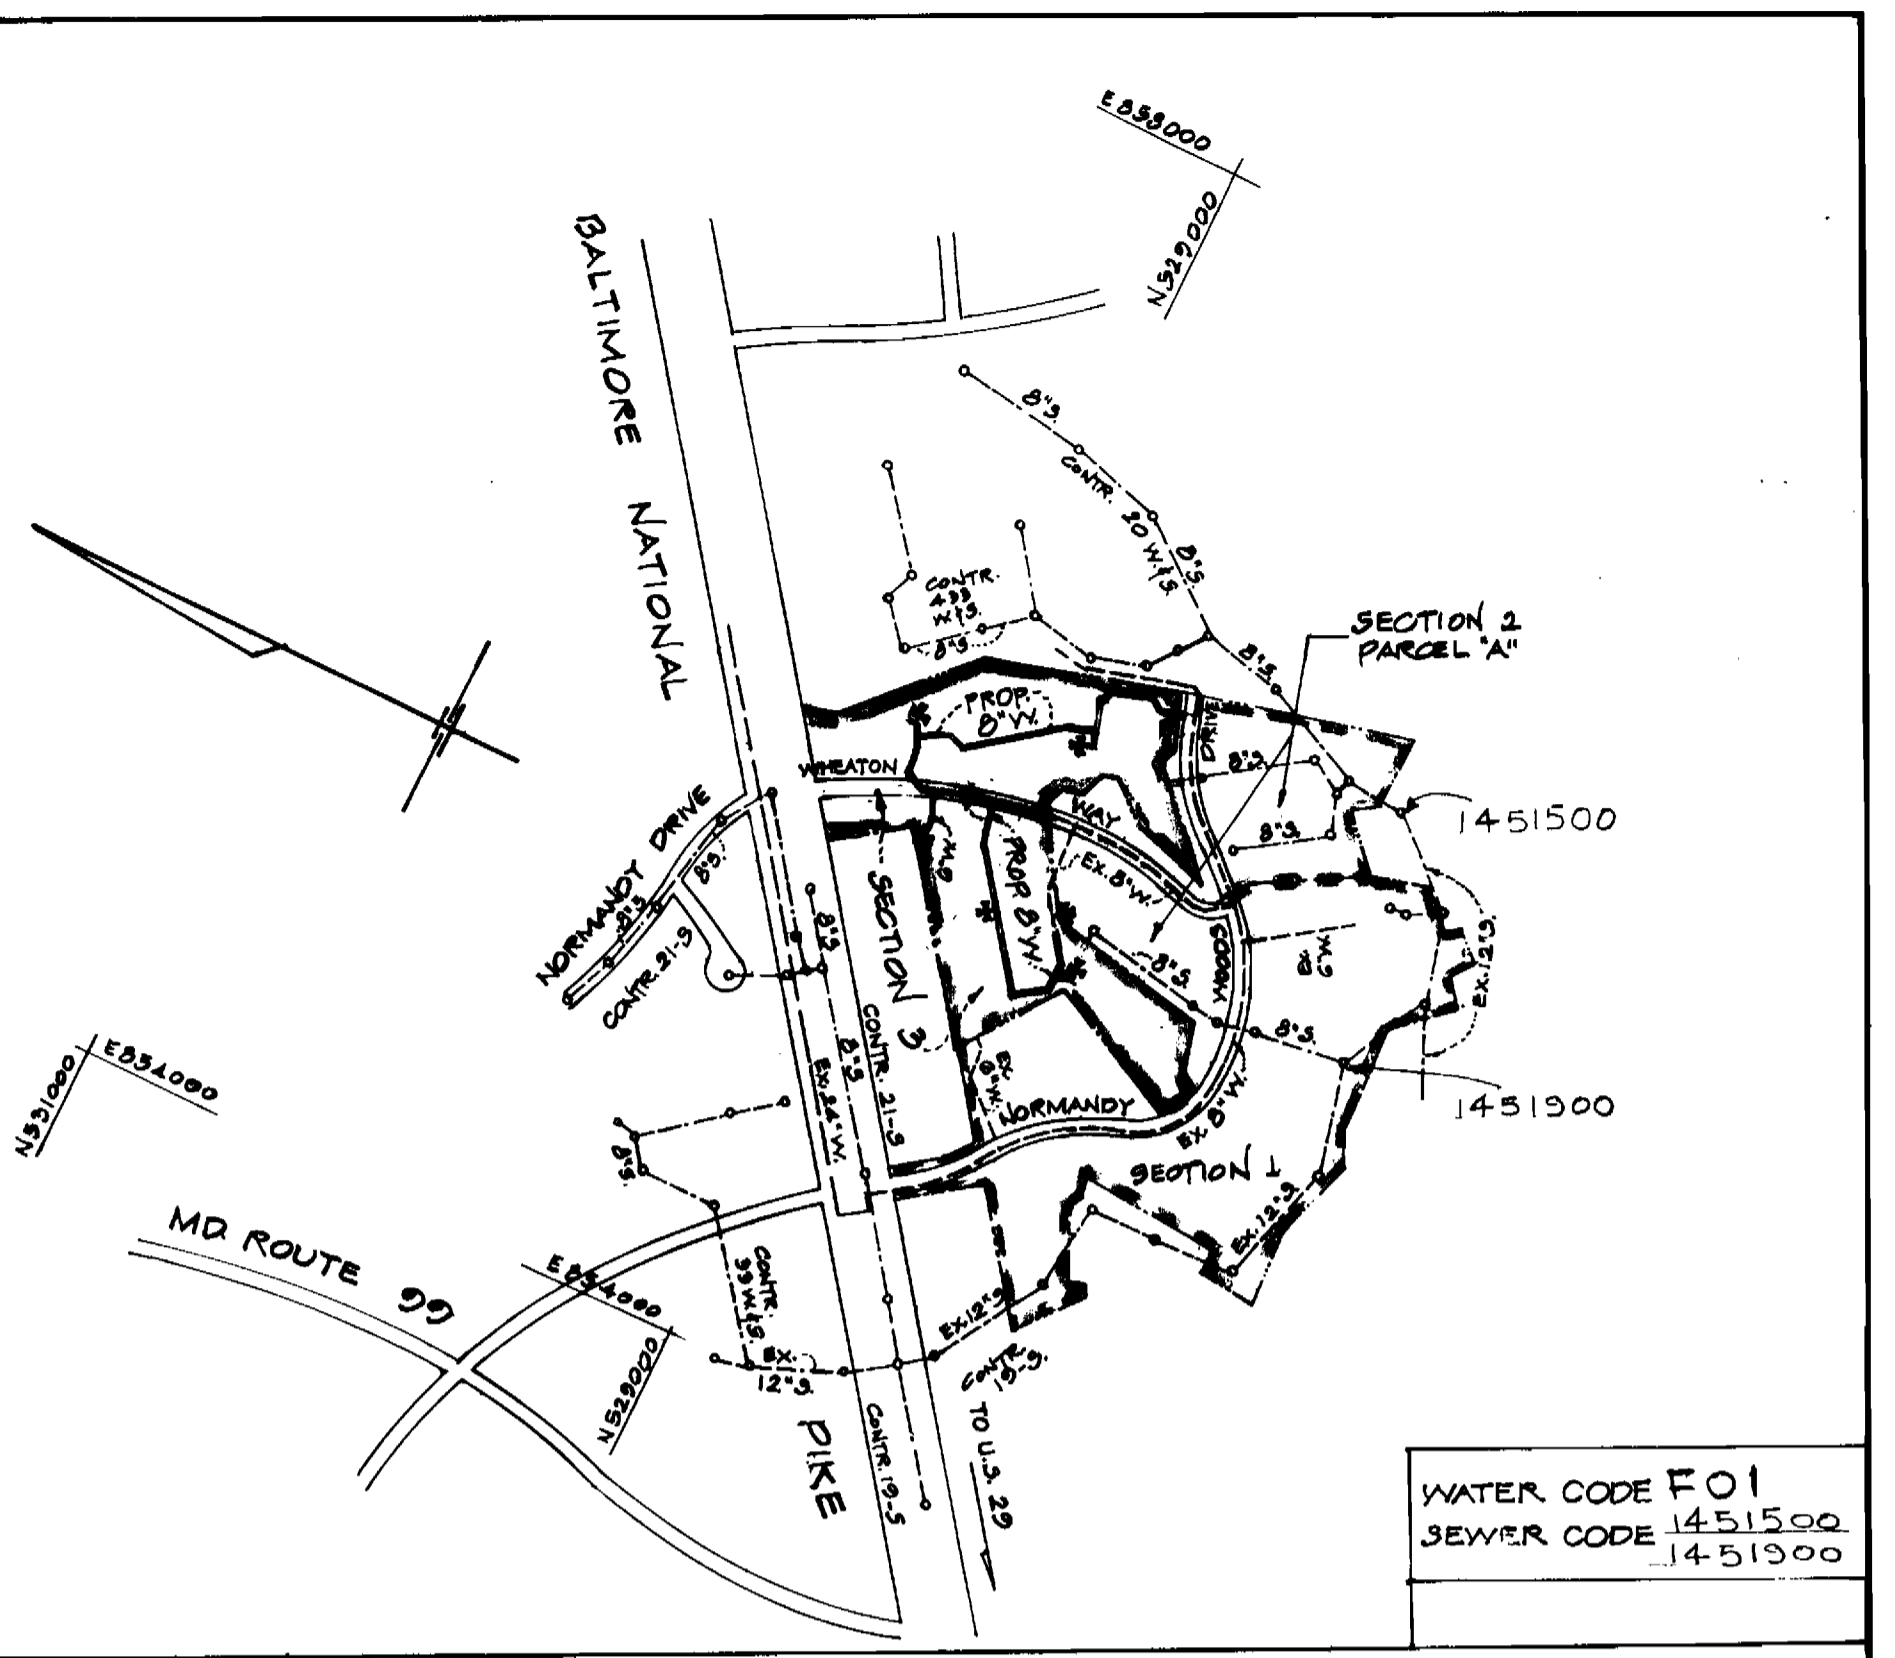 E 853000
N529000
BALTIMORE NATIONAL
PIKE
8"S.
CONTR. 20 W.&S.
8"S.
CONTR.
433
W.&S.
8"S
8"S.
SECTION 2
PARCEL "A"
PROP.
8"W.
DRIVE
WHEATON
WAY
8"S
8"S.
1451500
NORMANDY DRIVE
8"S.
8"S
CONTR. 21-S
SECTION 3
PROP. 8"W.
EX. 8"W.
8"S
8"S.
WOODS
EX.
EX. 12"S.
8"S.
8"S
CONTR. 21-S
EX. 24"W.
EX.
8"W.
NORMANDY
EX. 8"W.
1451900
SECTION 1
EX. 12"S.
N531000
E854000
8"S.
MD. ROUTE 99
E854000
N529000
CONTR.
W.&S.
EX.
12"S.
EX. 12"S
CONTR.
19-S.
CONTR. 19-S
TO U.S. 29
WATER CODE F01
SEWER CODE 1451500
1451900